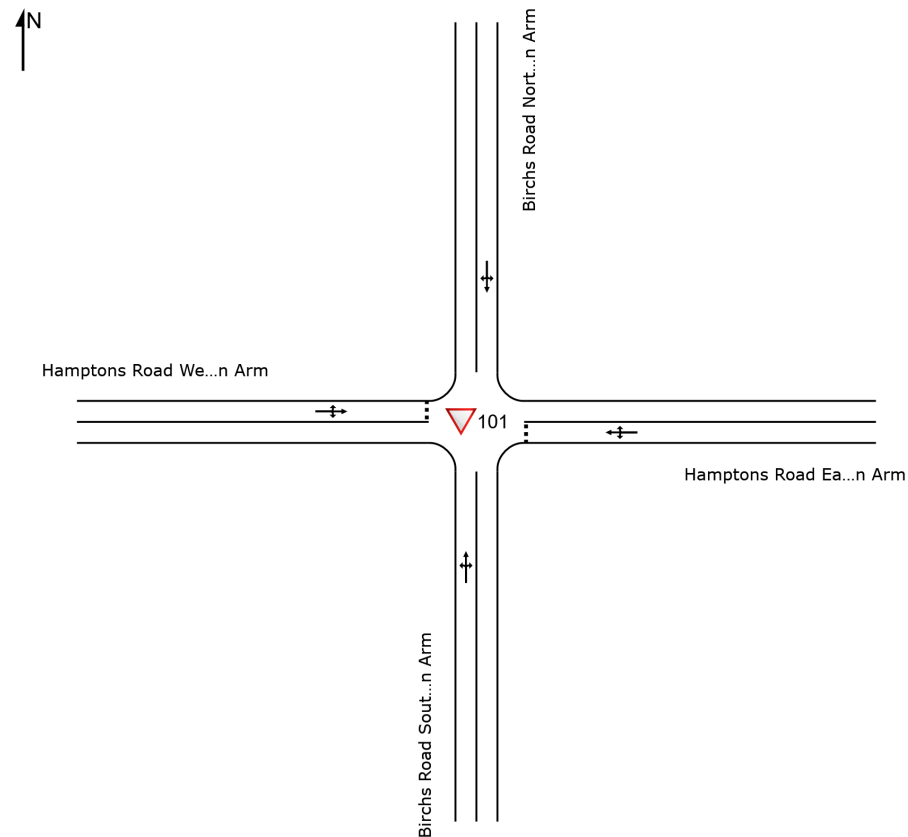 N
Birchs Road Nort...n Arm
Hamptons Road We...n Arm
101
Hamptons Road Ea...n Arm
Birchs Road Sout...n Arm